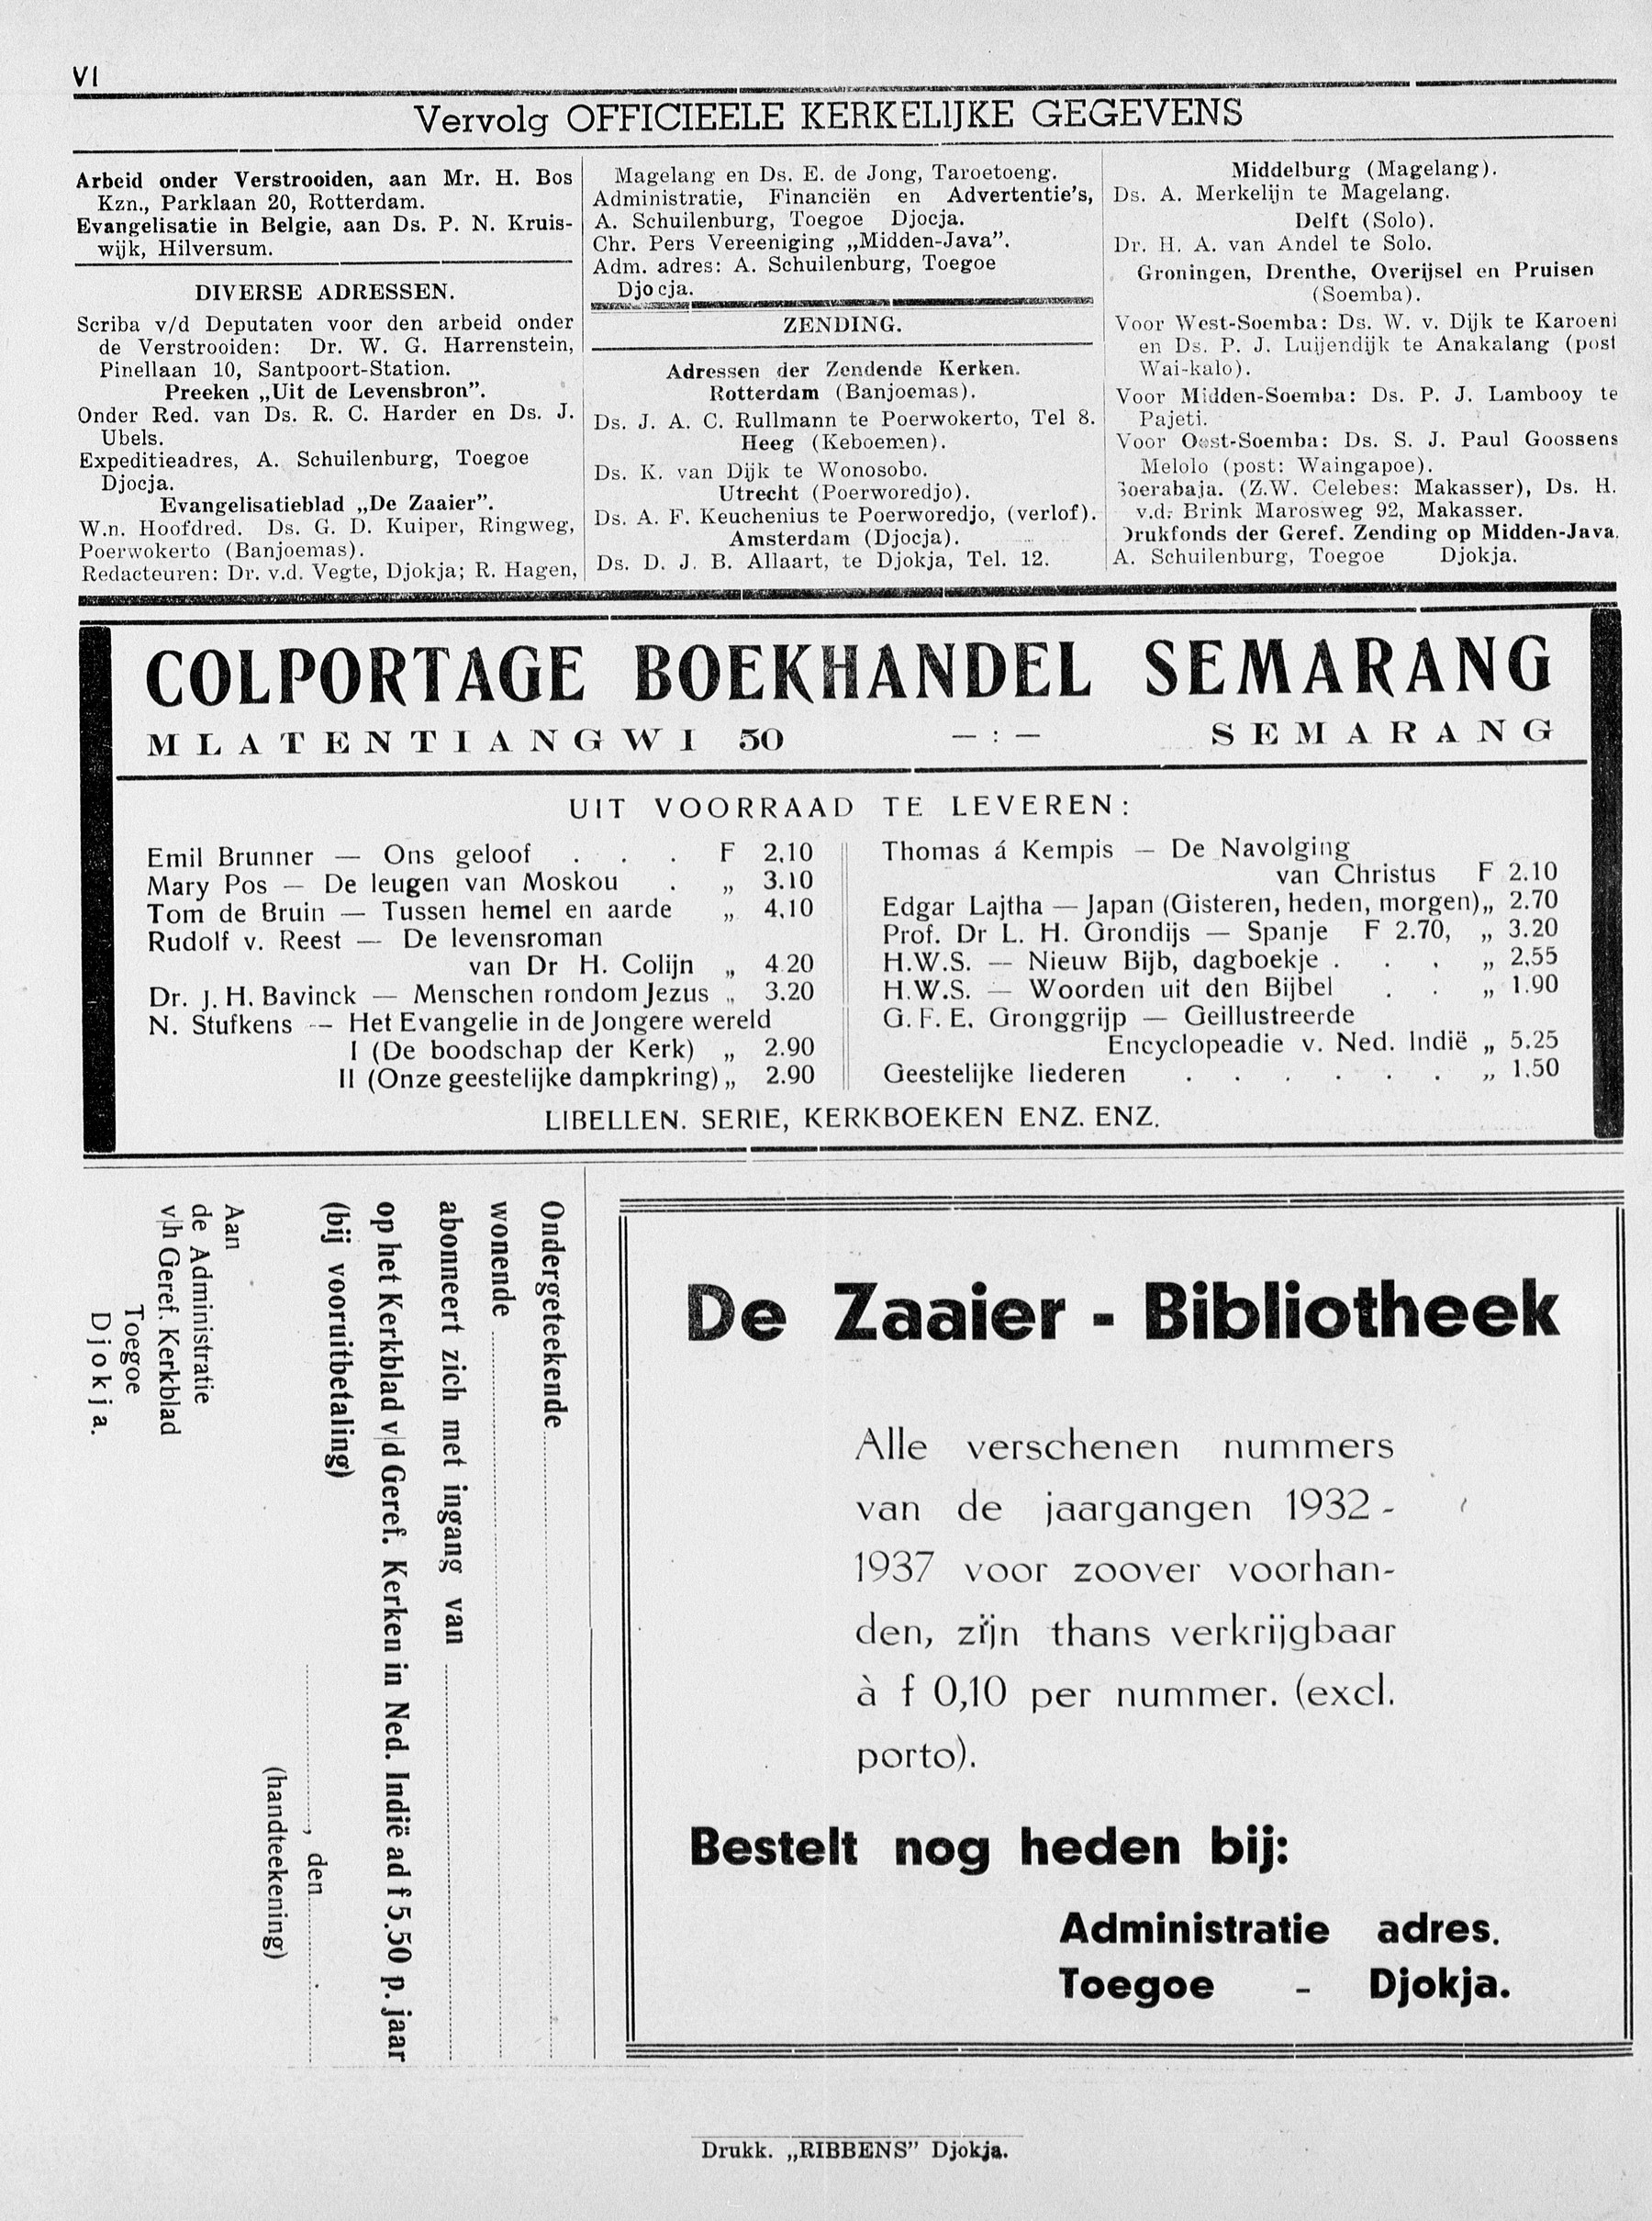 VI
Vervolg OFFICIEELE KERKELIJKE GEGEVENS
Arbeid onder Verstrooiden, aan Mr. H. Bos
Kzn., Parklaan 20, Rotterdam.
Evangelisatie in Belgie, aan Ds. P. N. Kruis-
wijk, Hilversum.
DIVERSE ADRESSEN.
Scriba v/d Deputaten voor den arbeid onder
de Verstrooiden: Dr. W. G. Harrenstein,
Pinellaan 10, Santpoort-Station.
Preeken „Uit de Levensbron”.
Onder Red. van Ds. R. C. Harder en Ds. J.
Ubels.
Expeditieadres, A. Schuilenburg, Toegoe
Djocja.
Evangelisatieblad „De Zaaier”.
W.n. Hoofdred. Ds. G. D. Kuiper, Ringweg,
Poerwokerto (Banjoemas).
Redacteuren: Dr. v.d. Vegte, Djokja; R. Hagen,
Magelang en Ds. E. de Jong, Taroetoeng.
Administratie, Financiën en Advertentie's,
A. Schuilenburg, Toegoe Djocja.
Chr. Pers Vereeniging „Midden-Java”.
Adm. adres: A. Schuilenburg, Toegoe
Djocja.
ZENDING.
Adressen der Zendende Kerken.
Rotterdam (Banjoemas).
Ds. J. A. C. Rullmann te Poerwokerto, Tel 8.
Heeg (Keboemen).
Ds. K. van Dijk te Wonosobo.
Utrecht (Poerworedjo).
Ds. A. F. Keuchenius te Poerworedjo, (verlof).
Amsterdam (Djocja).
Ds. D. J. B. Allaart, te Djokja, Tel. 12.
Middelburg (Magelang).
Ds. A. Merkelijn te Magelang.
Delft (Solo).
Dr. H. A. van Andel te Solo.
Groningen, Drenthe, Overijsel en Pruisen
(Soemba).
Voor West-Soemba: Ds. W. v. Dijk te Karoeni
en Ds. P. J. Luijendijk te Anakalang (post
Wai-kalo).
Voor Midden-Soemba: Ds. P. J. Lambooy te
Pajeti.
Voor Oost-Soemba: Ds. S. J. Paul Goossens
Melolo (post: Waingapoe).
Soerabaja. (Z.W. Celebes: Makasser), Ds. H.
v.d. Brink Marosweg 92, Makasser.
Drukfonds der Geref. Zending op Midden-Java.
A. Schuilenburg, Toegoe Djokja.
COLPORTAGE BOEKHANDEL SEMARANG
MLATENTIANGWI 50 — : — SEMARANG
UIT VOORRAAD TE LEVEREN:
Emil Brunner — Ons geloof . . . F 2.10
Mary Pos — De leugen van Moskou . „ 3.10
Tom de Bruin — Tussen hemel en aarde „ 4.10
Rudolf v. Reest — De levensroman
van Dr H. Colijn „ 4.20
Dr. J. H. Bavinck — Menschen rondom Jezus „ 3.20
N. Stufkens — Het Evangelie in de Jongere wereld
I (De boodschap der Kerk) „ 2.90
II (Onze geestelijke dampkring) „ 2.90
Thomas á Kempis — De Navolging
van Christus F 2.10
Edgar Lajtha — Japan (Gisteren, heden, morgen) „ 2.70
Prof. Dr L. H. Grondijs — Spanje F 2.70, „ 3.20
H.W.S. — Nieuw Bijb, dagboekje . . . „ 2.55
H.W.S. — Woorden uit den Bijbel . . „ 1.90
G. F. E. Gronggrijp — Geillustreerde
Encyclopeadie v. Ned. Indië „ 5.25
Geestelijke liederen . . . . . . „ 1.50
LIBELLEN. SERIE, KERKBOEKEN ENZ. ENZ.
Ondergeteekende
wonende
abonneert zich met ingang van
op het Kerkblad v|d Geref. Kerken in Ned. Indië ad f 5.50 p. jaar
(bij vooruitbetaling)
, den .
(handteekening)
Aan
de Administratie
v|h Geref. Kerkblad
Toegoe
Djokja.
De Zaaier - Bibliotheek
Alle verschenen nummers
van de jaargangen 1932 -
1937 voor zoover voorhan-
den, zijn thans verkrijgbaar
à f 0,10 per nummer. (excl.
porto).
Bestelt nog heden bij:
Administratie adres.
Toegoe - Djokja.
Drukk. „RIBBENS” Djokja.